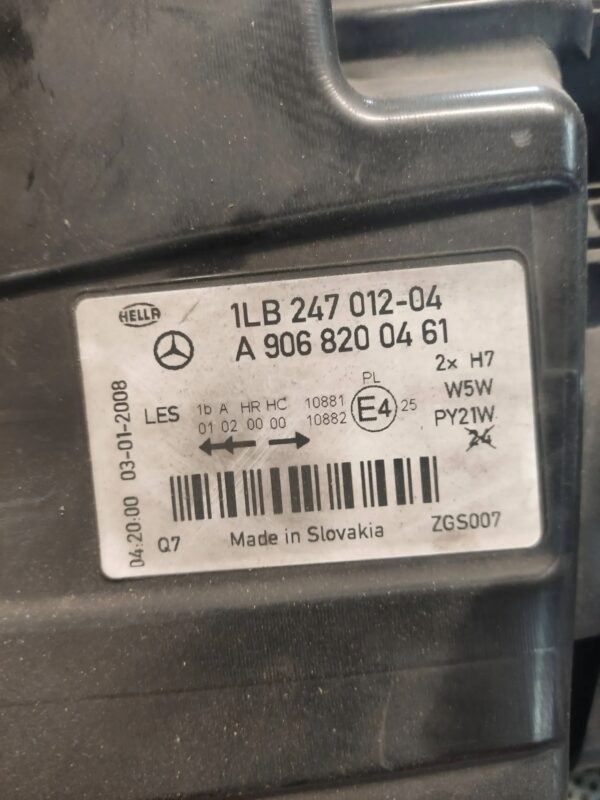 HELLA
1LB 247 012-04
A 906 820 04 61
2x H7
W5W
PY21W
24
LES
1b A HR HC
01 02 00 00
10881
10882
PL
E4
25
04:20:00 03-01-2008
Q7
Made in Slovakia
ZGS007